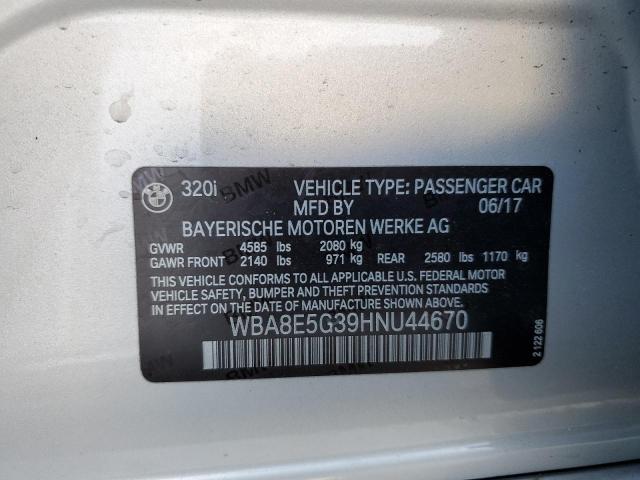 BMW 320i VEHICLE TYPE: PASSENGER CAR
MFD BY 06/17
BAYERISCHE MOTOREN WERKE AG
GVWR 4585 lbs 2080 kg
GAWR FRONT 2140 lbs 971 kg REAR 2580 lbs 1170 kg
THIS VEHICLE CONFORMS TO ALL APPLICABLE U.S. FEDERAL MOTOR
VEHICLE SAFETY, BUMPER AND THEFT PREVENTION STANDARDS
IN EFFECT ON THE DATE OF MANUFACTURE SHOWN ABOVE.
WBA8E5G39HNU44670
2 122 606